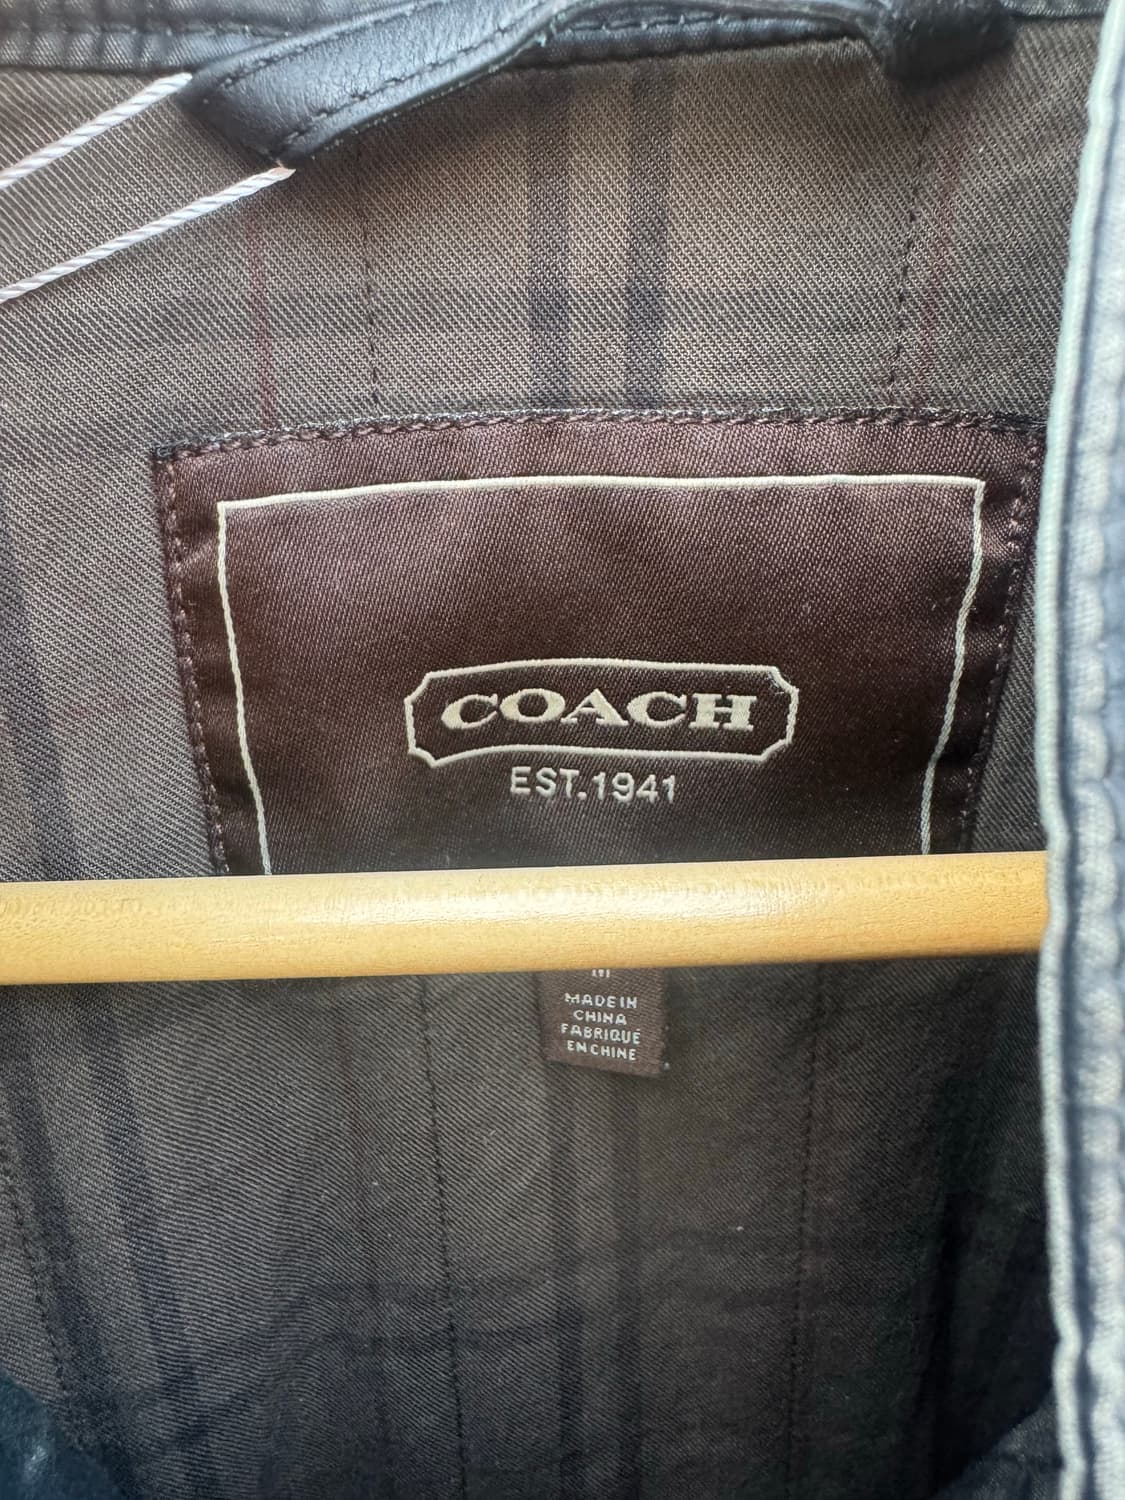 COACH
EST.1941
M
MADE IN
CHINA
FABRIQUÉ
EN CHINE